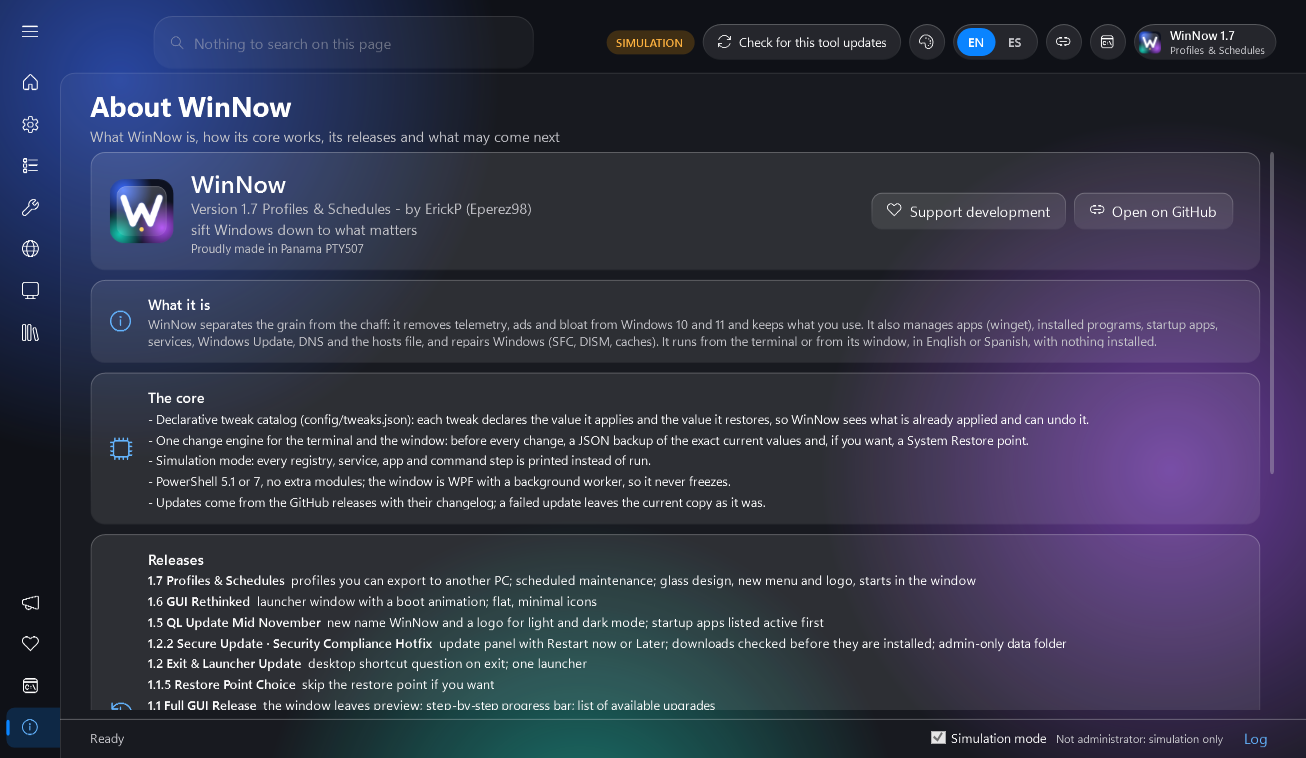 Nothing to search on this page
SIMULATION
Check for this tool updates
EN
ES
WinNow 1.7
Profiles & Schedules
About WinNow
What WinNow is, how its core works, its releases and what may come next
WinNow
Version 1.7 Profiles & Schedules - by ErickP (Eperez98)
sift Windows down to what matters
Proudly made in Panama PTY507
Support development
Open on GitHub
What it is
WinNow separates the grain from the chaff: it removes telemetry, ads and bloat from Windows 10 and 11 and keeps what you use. It also manages apps (winget), installed programs, startup apps,
services, Windows Update, DNS and the hosts file, and repairs Windows (SFC, DISM, caches). It runs from the terminal or from its window, in English or Spanish, with nothing installed.
The core
- Declarative tweak catalog (config/tweaks.json): each tweak declares the value it applies and the value it restores, so WinNow sees what is already applied and can undo it.
- One change engine for the terminal and the window: before every change, a JSON backup of the exact current values and, if you want, a System Restore point.
- Simulation mode: every registry, service, app and command step is printed instead of run.
- PowerShell 5.1 or 7, no extra modules; the window is WPF with a background worker, so it never freezes.
- Updates come from the GitHub releases with their changelog; a failed update leaves the current copy as it was.
Releases
1.7 Profiles & Schedules profiles you can export to another PC; scheduled maintenance; glass design, new menu and logo, starts in the window
1.6 GUI Rethinked launcher window with a boot animation; flat, minimal icons
1.5 QL Update Mid November new name WinNow and a logo for light and dark mode; startup apps listed active first
1.2.2 Secure Update · Security Compliance Hotfix update panel with Restart now or Later; downloads checked before they are installed; admin-only data folder
1.2 Exit & Launcher Update desktop shortcut question on exit; one launcher
1.1.5 Restore Point Choice skip the restore point if you want
1.1 Full GUI Release the window leaves preview; step-by-step progress bar; list of available upgrades
Ready
Simulation mode
Not administrator: simulation only
Log